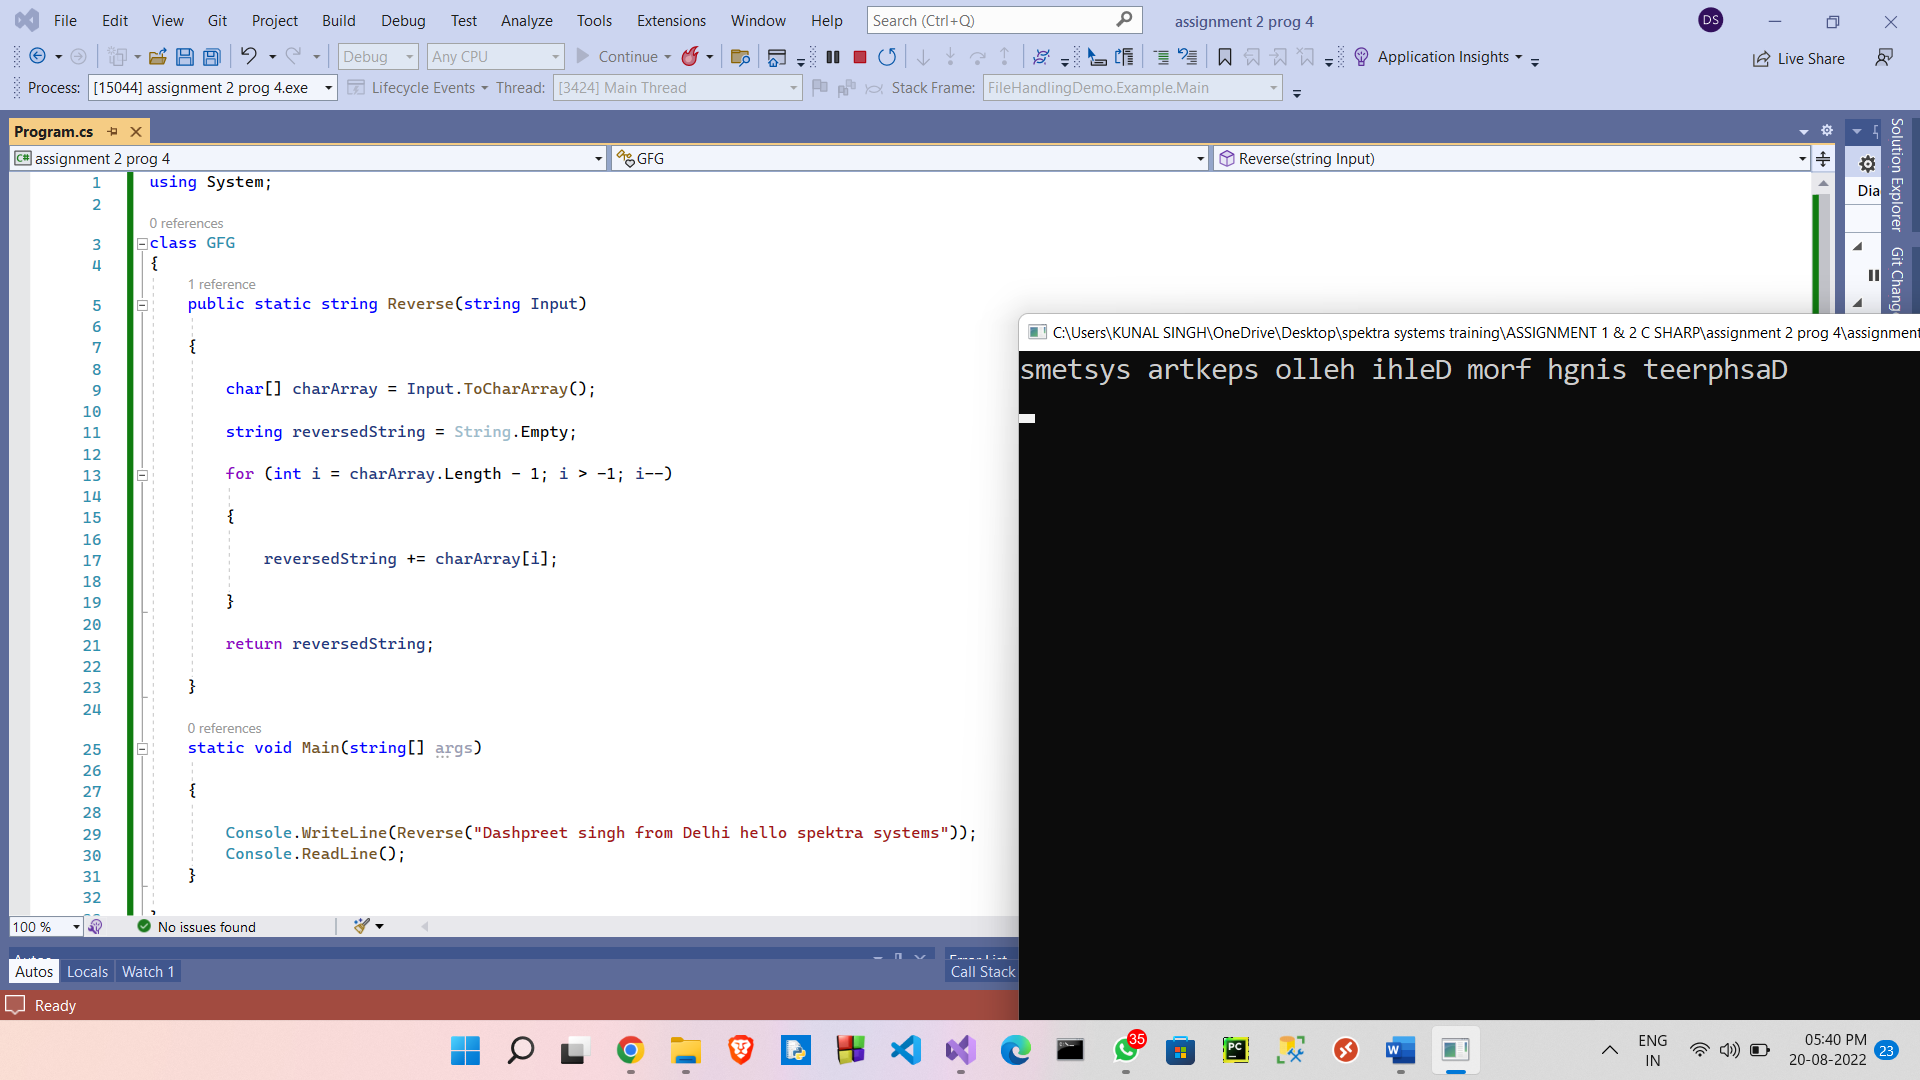 File Edit View Git Project Build Debug Test Analyze Tools Extensions Window Help Search (Ctrl+Q) assignment 2 prog 4 DS
Debug Any CPU Continue Application Insights Live Share
Process: [15044] assignment 2 prog 4.exe Lifecycle Events Thread: [3424] Main Thread Stack Frame: FileHandlingDemo.Example.Main
Program.cs
assignment 2 prog 4 GFG Reverse(string Input)
1 using System;
2
0 references
3 class GFG
4 {
1 reference
5 public static string Reverse(string Input)
6
7 {
8
9 char[] charArray = Input.ToCharArray();
10
11 string reversedString = String.Empty;
12
13 for (int i = charArray.Length - 1; i > -1; i--)
14
15 {
16
17 reversedString += charArray[i];
18
19 }
20
21 return reversedString;
22
23 }
24
0 references
25 static void Main(string[] args)
26
27 {
28
29 Console.WriteLine(Reverse("Dashpreet singh from Delhi hello spektra systems"));
30 Console.ReadLine();
31 }
32
100 % No issues found
Autos Locals Watch 1
Call Stack
Ready
Solution Explorer
Git Chang
Dia
C:\Users\KUNAL SINGH\OneDrive\Desktop\spektra systems training\ASSIGNMENT 1 & 2 C SHARP\assignment 2 prog 4\assignment
smetsys artkeps olleh ihleD morf hgnis teerphsaD
35
PC
ENG
IN
05:40 PM
20-08-2022
23